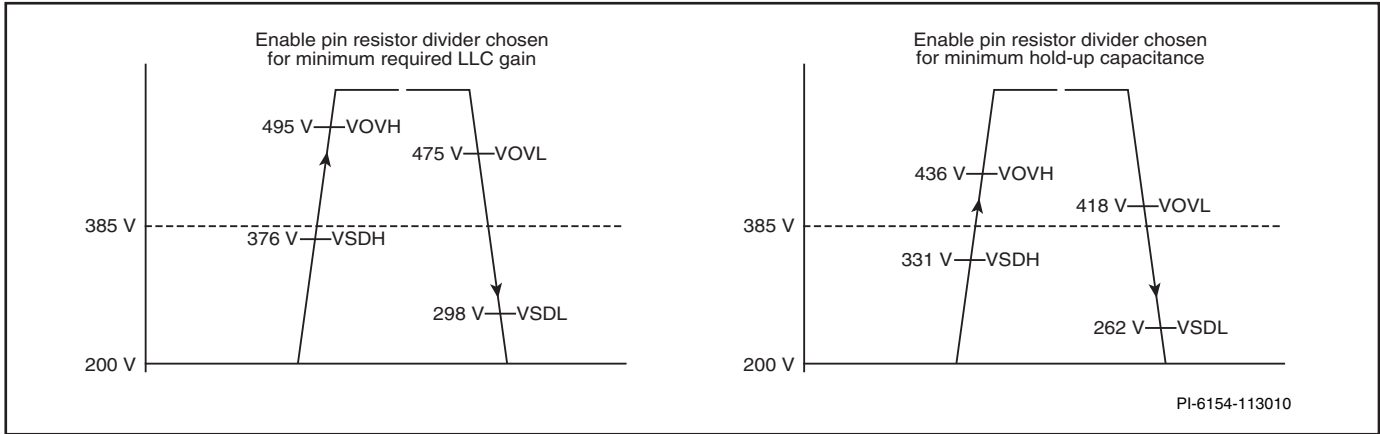 Enable pin resistor divider chosen
for minimum required LLC gain
495 V VOVH
475 V VOVL
385 V
376 V VSDH
298 V VSDL
200 V
Enable pin resistor divider chosen
for minimum hold-up capacitance
436 V VOVH
418 V VOVL
385 V
331 V VSDH
262 V VSDL
200 V
PI-6154-113010